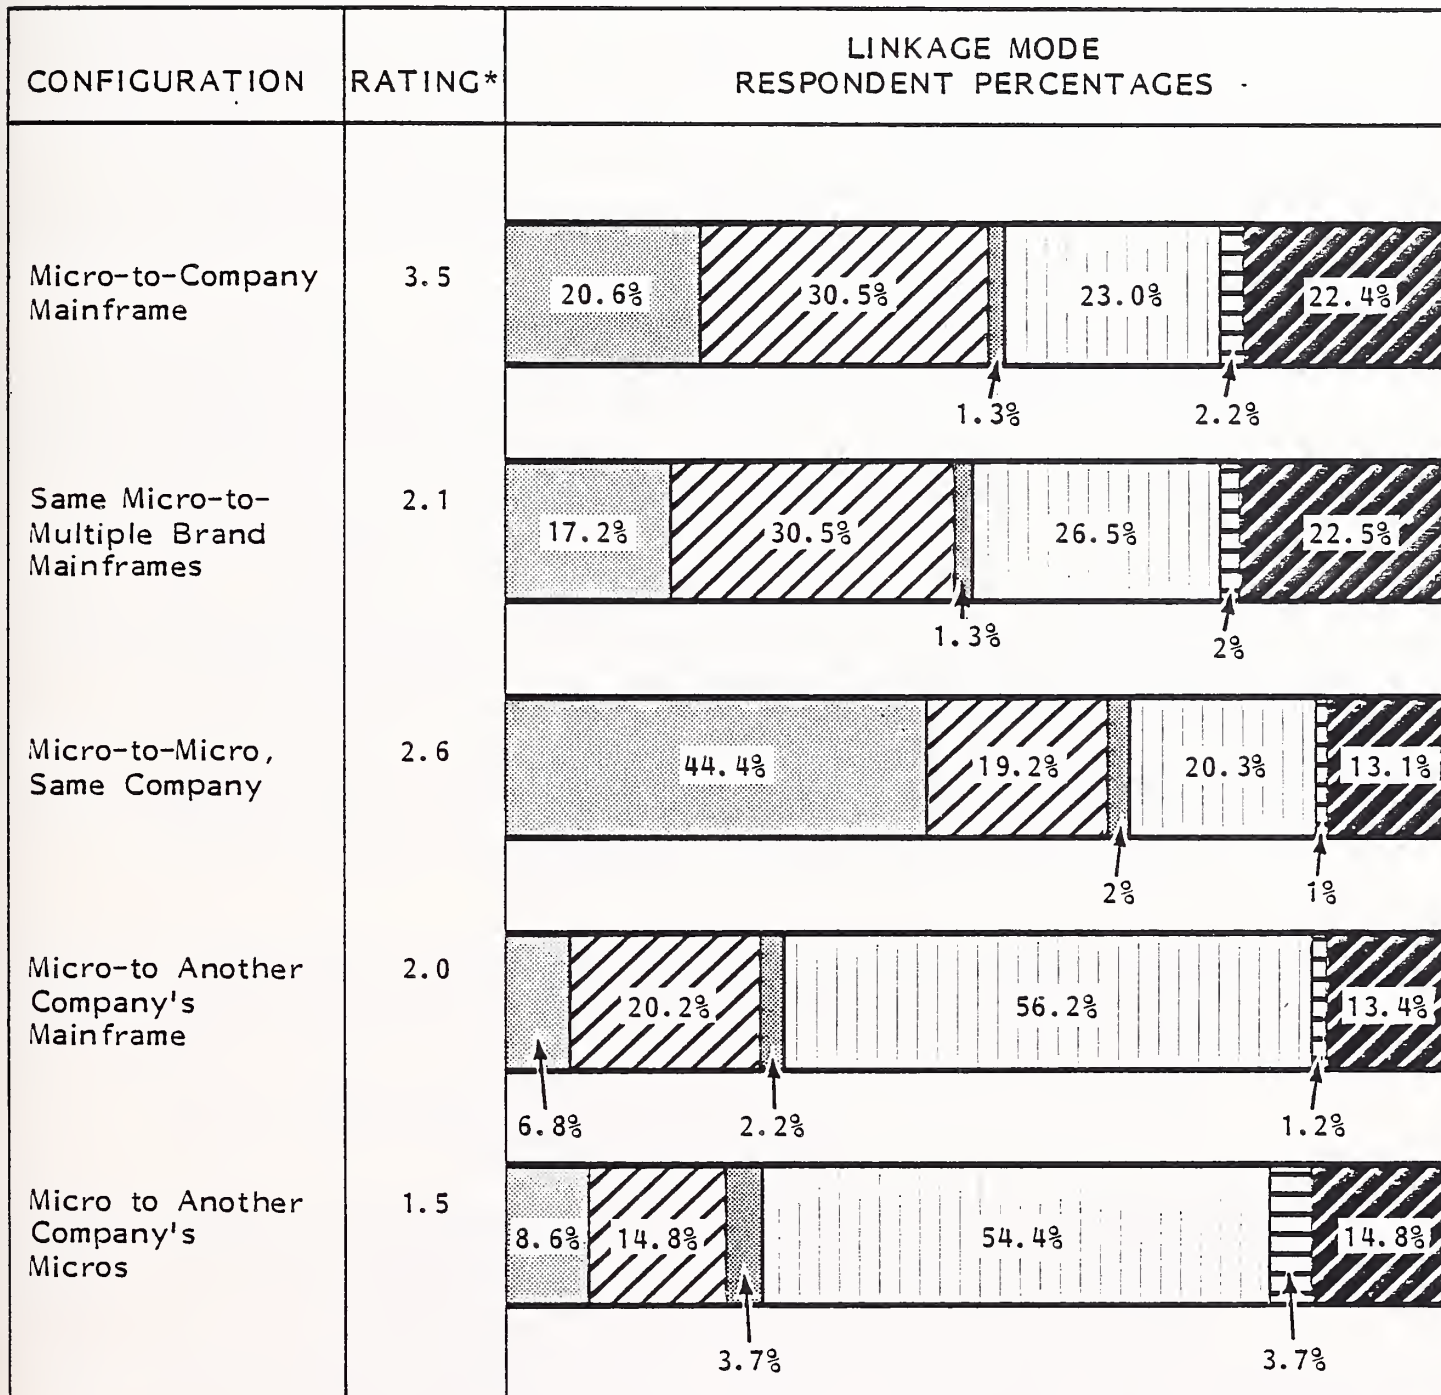 CONFIGURATION
RATING*
LINKAGE MODE
RESPONDENT PERCENTAGES
Micro-to-Company
Mainframe
3.5
20.6%
30.5%
23.0%
22.4%
1.3%
2.2%
Same Micro-to-
Multiple Brand
Mainframes
2.1
17.2%
30.5%
26.5%
22.5%
1.3%
2%
Micro-to-Micro,
Same Company
2.6
44.4%
19.2%
20.3%
13.1%
2%
1%
Micro-to Another
Company's
Mainframe
2.0
20.2%
56.2%
13.4%
6.8%
2.2%
1.2%
Micro to Another
Company's
Micros
1.5
8.6%
14.8%
54.4%
14.8%
3.7%
3.7%